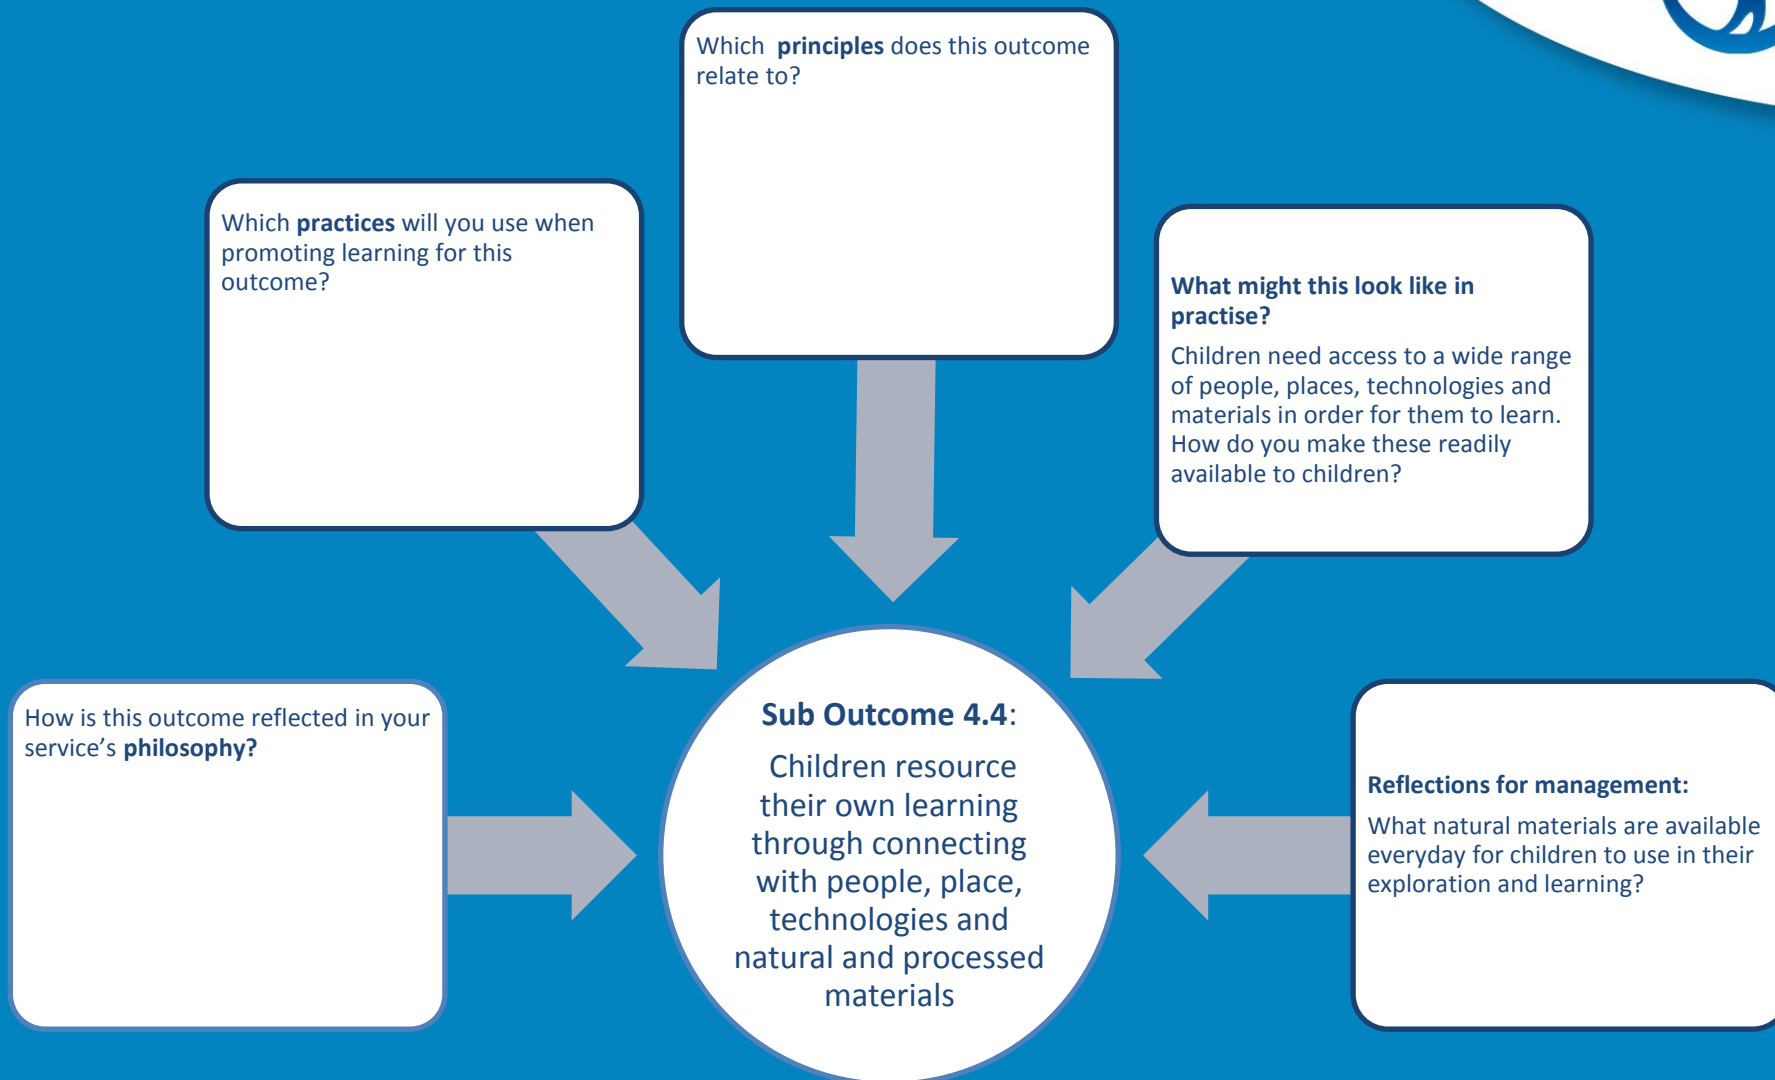 Which principles does this outcome
relate to?
Which practices will you use when
promoting learning for this
outcome?
What might this look like in
practise?
Children need access to a wide range
of people, places, technologies and
materials in order for them to learn.
How do you make these readily
available to children?
How is this outcome reflected in your
service’s philosophy?
Sub Outcome 4.4:
Children resource
their own learning
through connecting
with people, place,
technologies and
natural and processed
materials
Reflections for management:
What natural materials are available
everyday for children to use in their
exploration and learning?